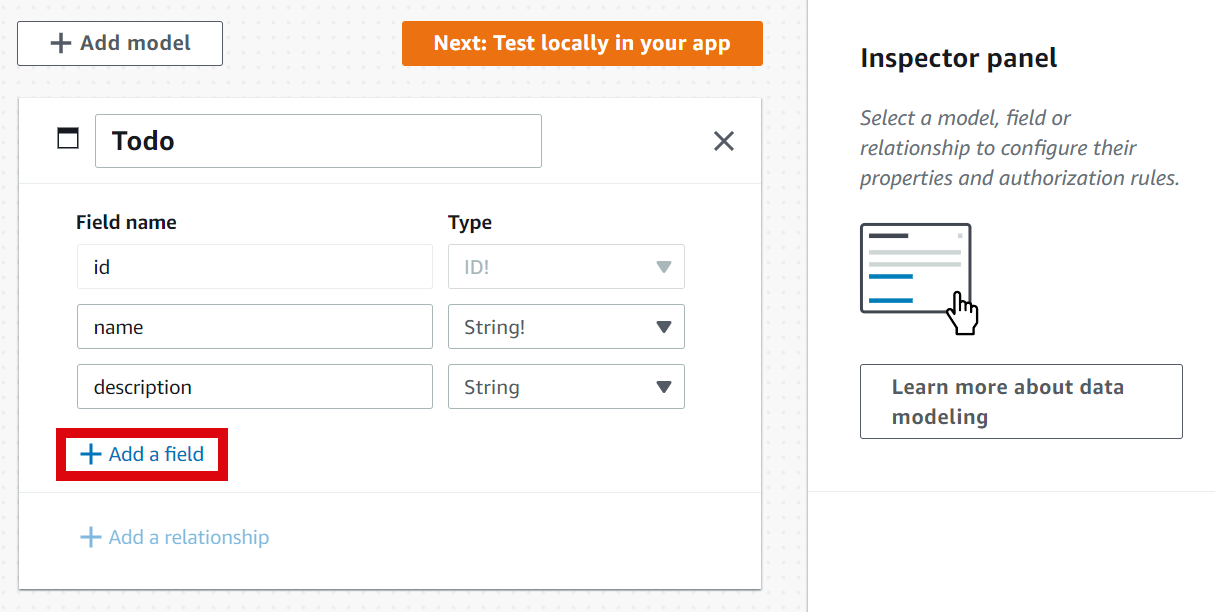 Add model
Next: Test locally in your app
Todo
Field name
Type
id
ID!
name
String!
description
String
Add a field
Add a relationship
Inspector panel
Select a model, field or
relationship to configure their
properties and authorization rules.
Learn more about data
modeling